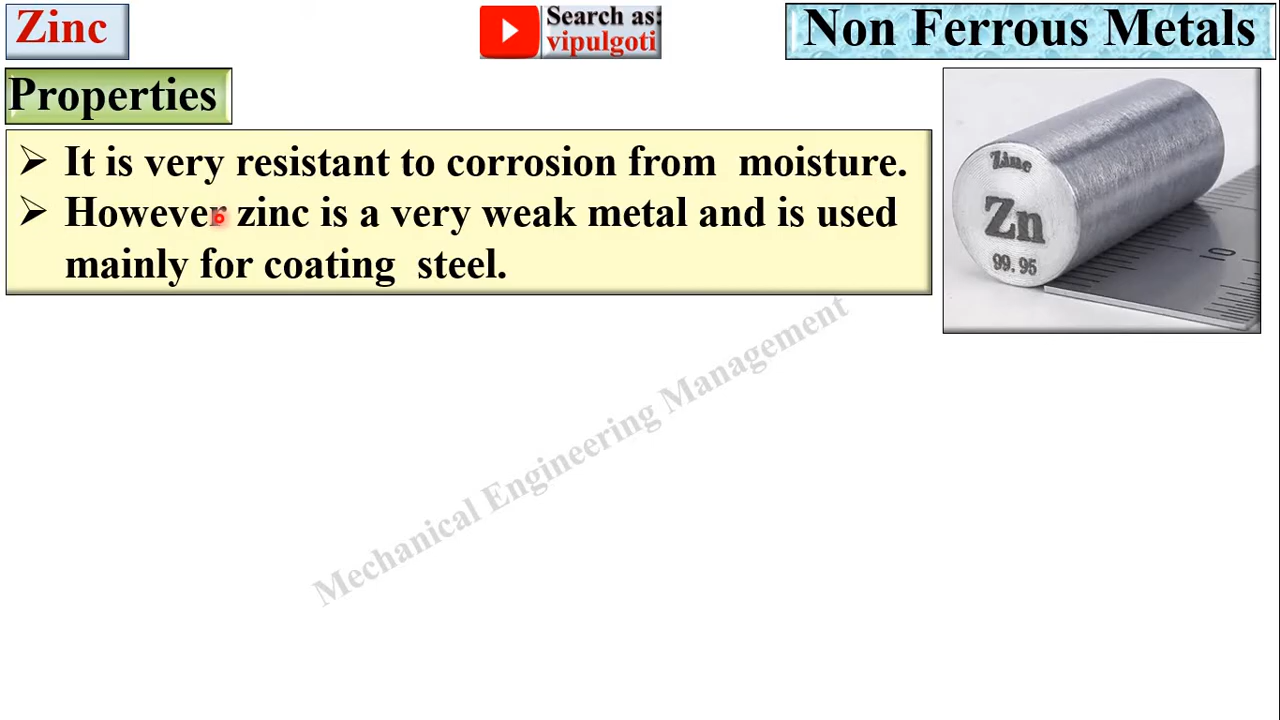 Zinc
Search as:
vipulgoti
Non Ferrous Metals
Properties
➢ It is very resistant to corrosion from moisture.
➢ However zinc is a very weak metal and is used
mainly for coating steel.
Zinc
Zn
99.95
Mechanical Engineering Management